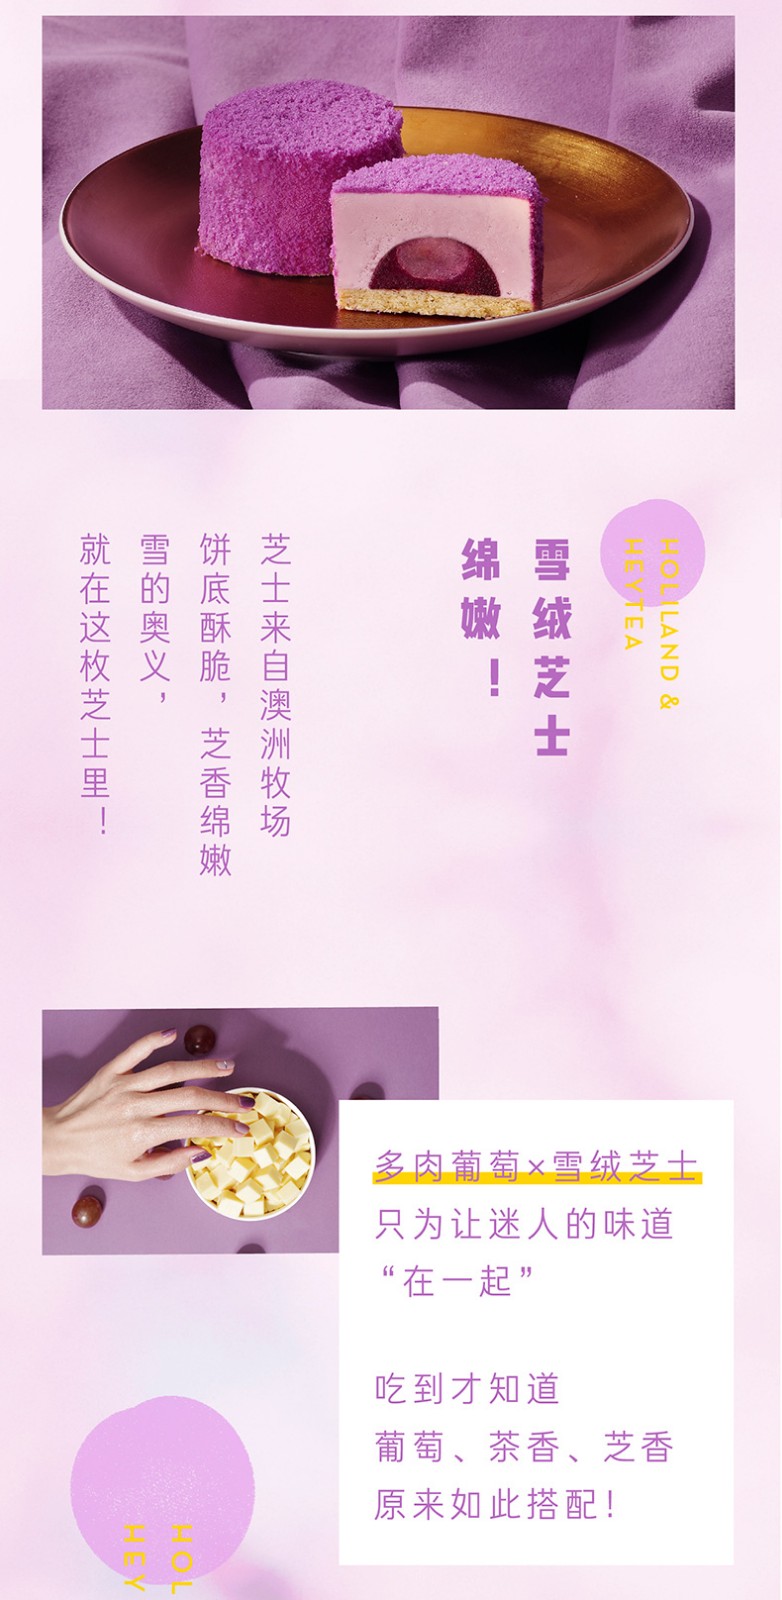 HOLILAND &
HEYTEA
雪绒芝士
绵嫩！
芝士来自澳洲牧场
饼底酥脆，芝香绵嫩
雪的奥义，
就在这枚芝士里！
多肉葡萄×雪绒芝士
只为让迷人的味道
“在一起”
吃到才知道
葡萄、茶香、芝香
原来如此搭配！
HOL
HEY